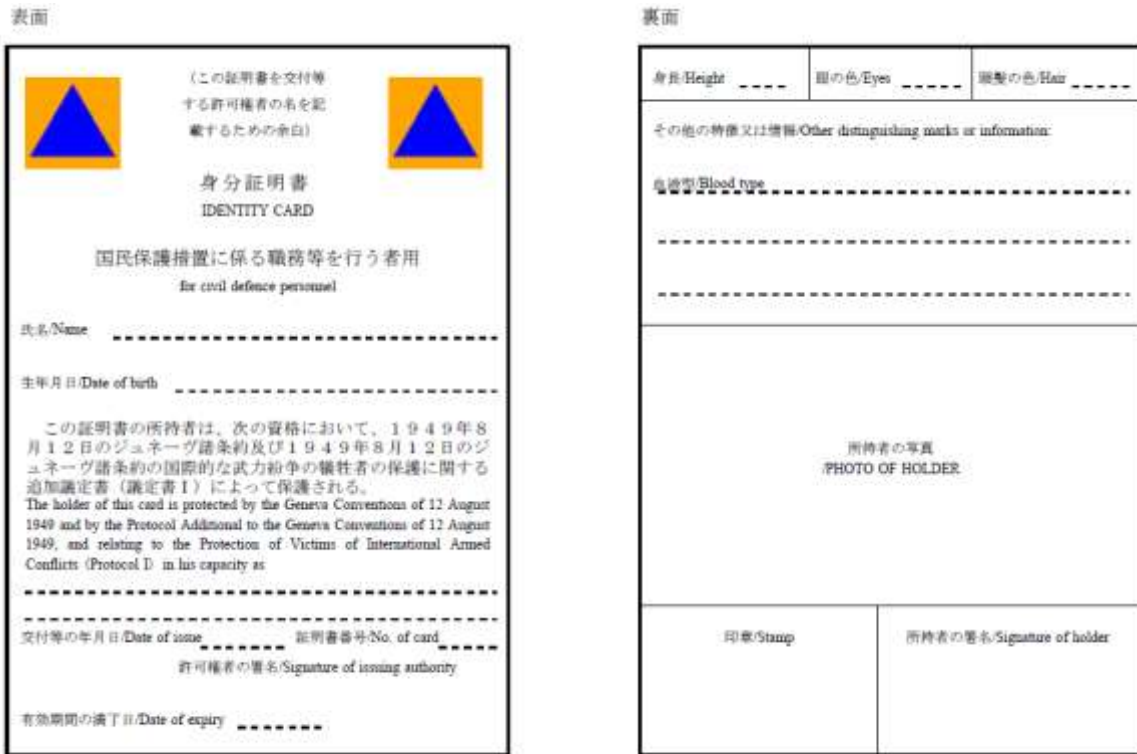 表面
（この証明書を交付等
する許可権者の名を記
載するための余白）
身分証明書
IDENTITY CARD
国民保護措置に係る職務等を行う者用
for civil defence personnel
氏名/Name
生年月日/Date of birth
この証明書の所持者は、次の資格において、１９４９年８
月１２日のジュネーヴ諸条約及び１９４９年８月１２日のジ
ュネーヴ諸条約の国際的な武力紛争の犠牲者の保護に関する
追加議定書（議定書Ⅰ）によって保護される。
The holder of this card is protected by the Geneva Conventions of 12 August
1949 and by the Protocol Additional to the Geneva Conventions of 12 August
1949, and relating to the Protection of Victims of International Armed
Conflicts (Protocol I) in his capacity as
交付等の年月日/Date of issue 証明書番号/No. of card
許可権者の署名/Signature of issuing authority
有効期間の満了日/Date of expiry
裏面
身長/Height 眼の色/Eyes 頭髪の色/Hair
その他の特徴又は情報/Other distinguishing marks or information:
血液型/Blood type
所持者の写真
/PHOTO OF HOLDER
印章/Stamp 所持者の署名/Signature of holder